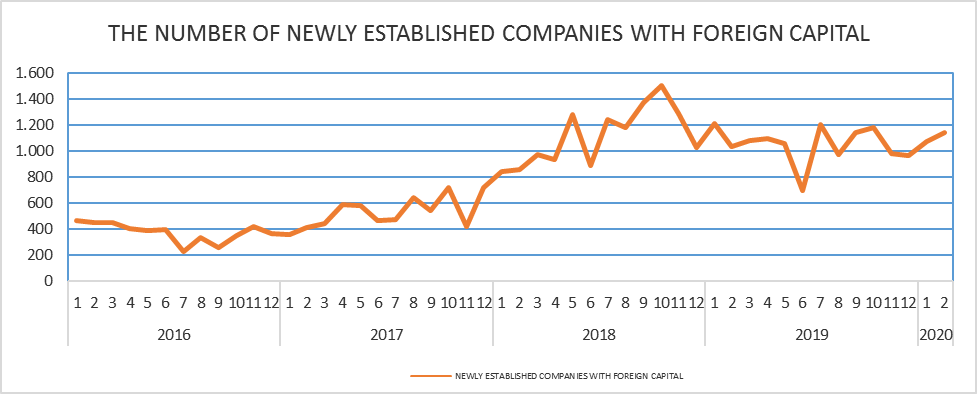 THE NUMBER OF NEWLY ESTABLISHED COMPANIES WITH FOREIGN CAPITAL
1.600
1.400
1.200
1.000
800
600
400
200
0
1 2 3 4 5 6 7 8 9 10 11 12 1 2 3 4 5 6 7 8 9 10 11 12 1 2 3 4 5 6 7 8 9 10 11 12 1 2 3 4 5 6 7 8 9 10 11 12 1 2
2016 2017 2018 2019 2020
NEWLY ESTABLISHED COMPANIES WITH FOREIGN CAPITAL